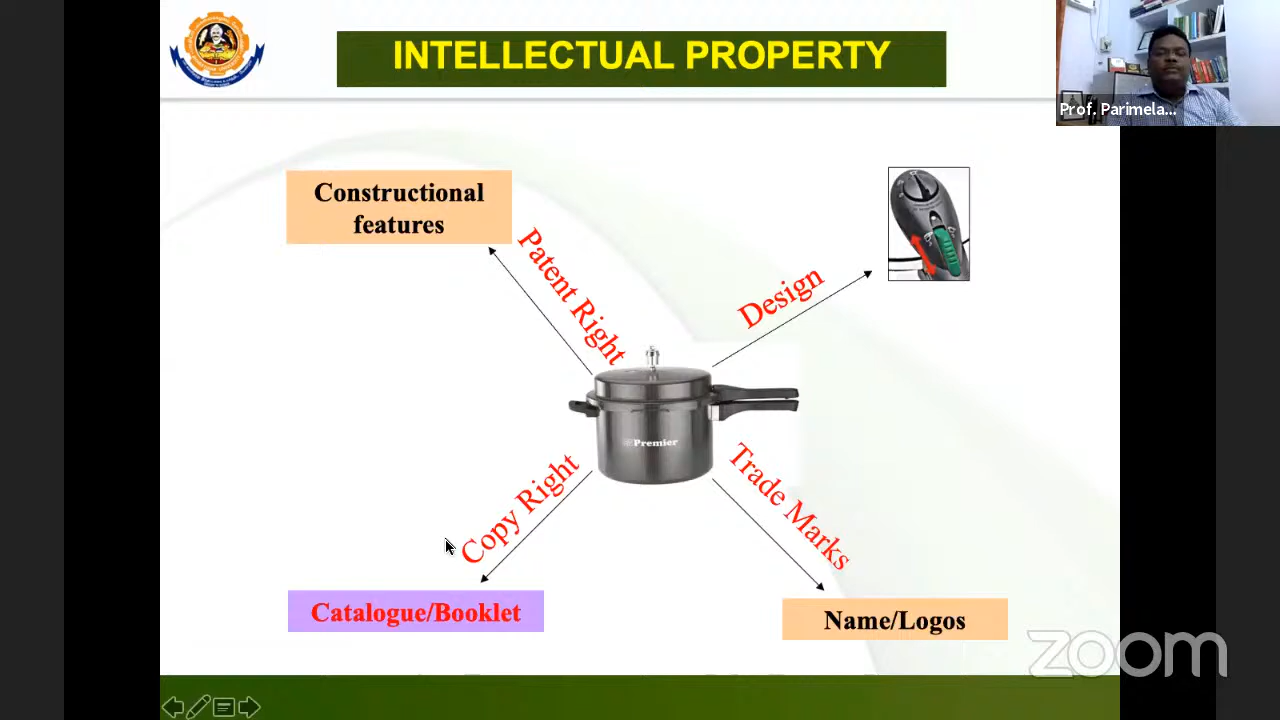 INTELLECTUAL PROPERTY
Prof. Parimela...
Constructional
features
Patent Right
Design
Premier
Copy Right
Trade Marks
Catalogue/Booklet
Name/Logos
zoom